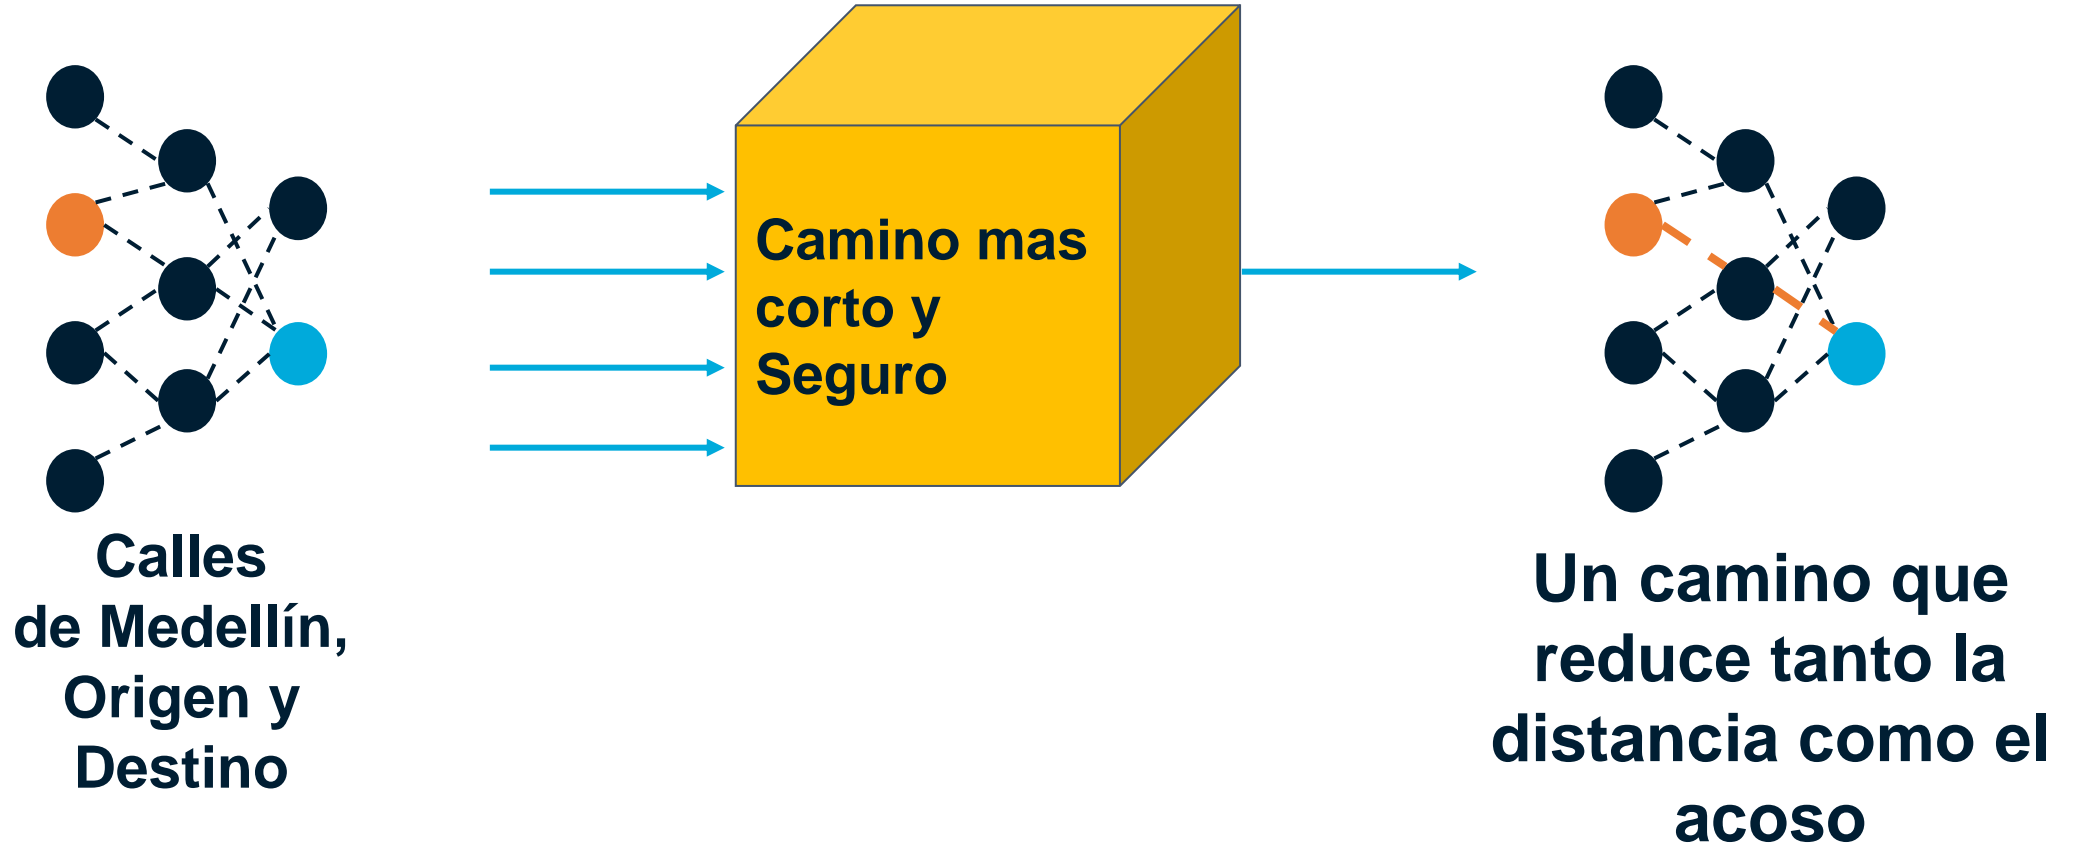 Camino mas
corto y
Seguro
Calles
de Medellín,
Origen y
Destino
Un camino que
reduce tanto la
distancia como el
acoso